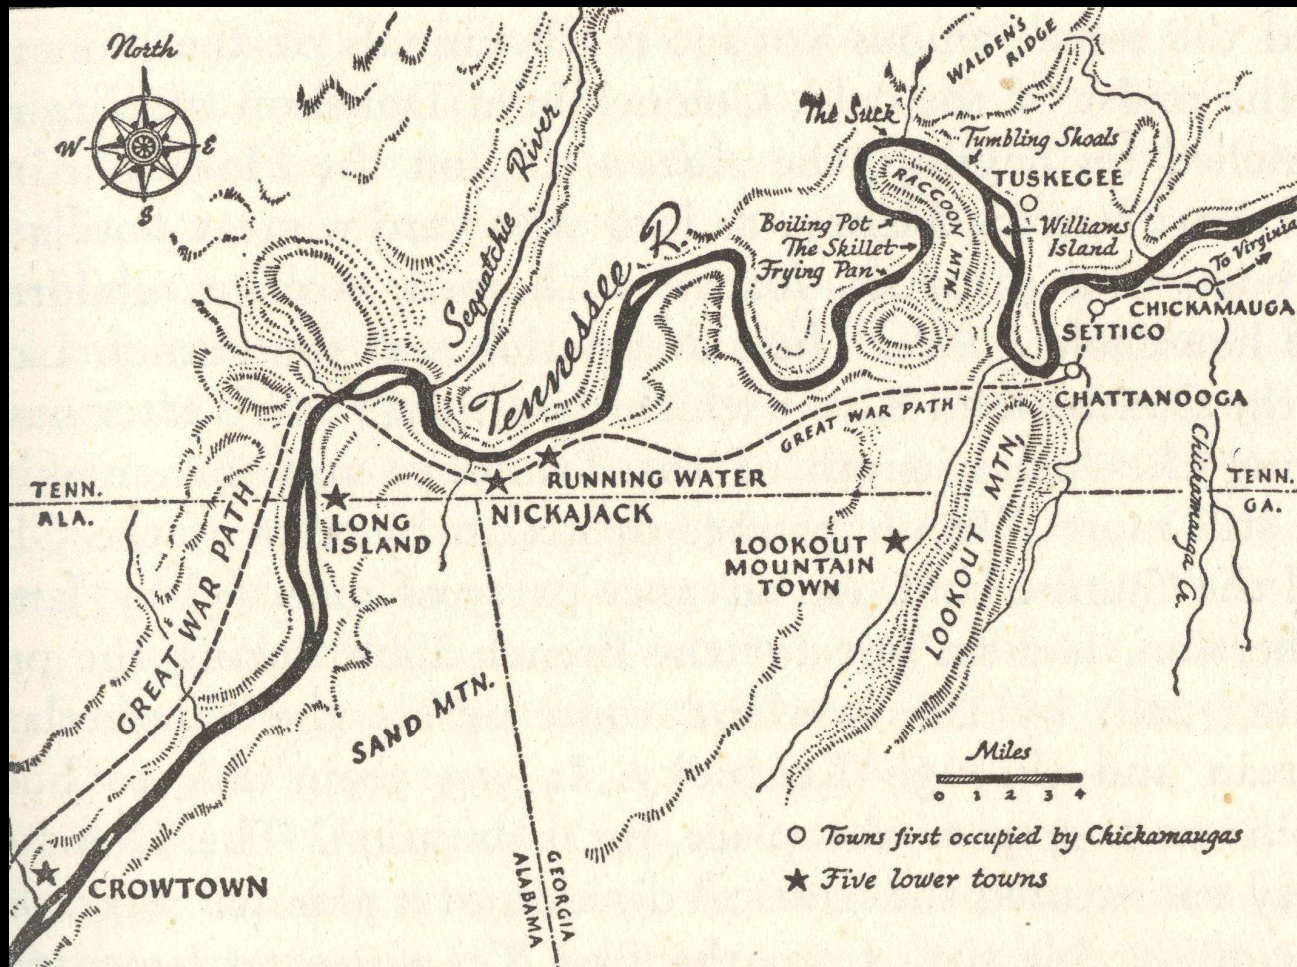 North
W
E
S
Sequatchie River
Tennessee R.
The Suck
WALDEN'S
RIDGE
Tumbling Shoals
TUSKEGEE
RACCOON MTN.
Boiling Pot
The Skillet
Frying Pan
Williams
Island
To Virginia
CHICKAMAUGA
SETTICO
CHATTANOOGA
GREAT WAR PATH
RUNNING WATER
NICKAJACK
TENN.
ALA.
LONG
ISLAND
TENN.
GA.
GREAT WAR PATH
LOOKOUT
MOUNTAIN
TOWN
LOOKOUT MTN.
Chickamauga Cr.
SAND MTN.
CROWTOWN
GEORGIA
ALABAMA
Miles
0 1 2 3 4
Towns first occupied by Chickamaugas
Five lower towns